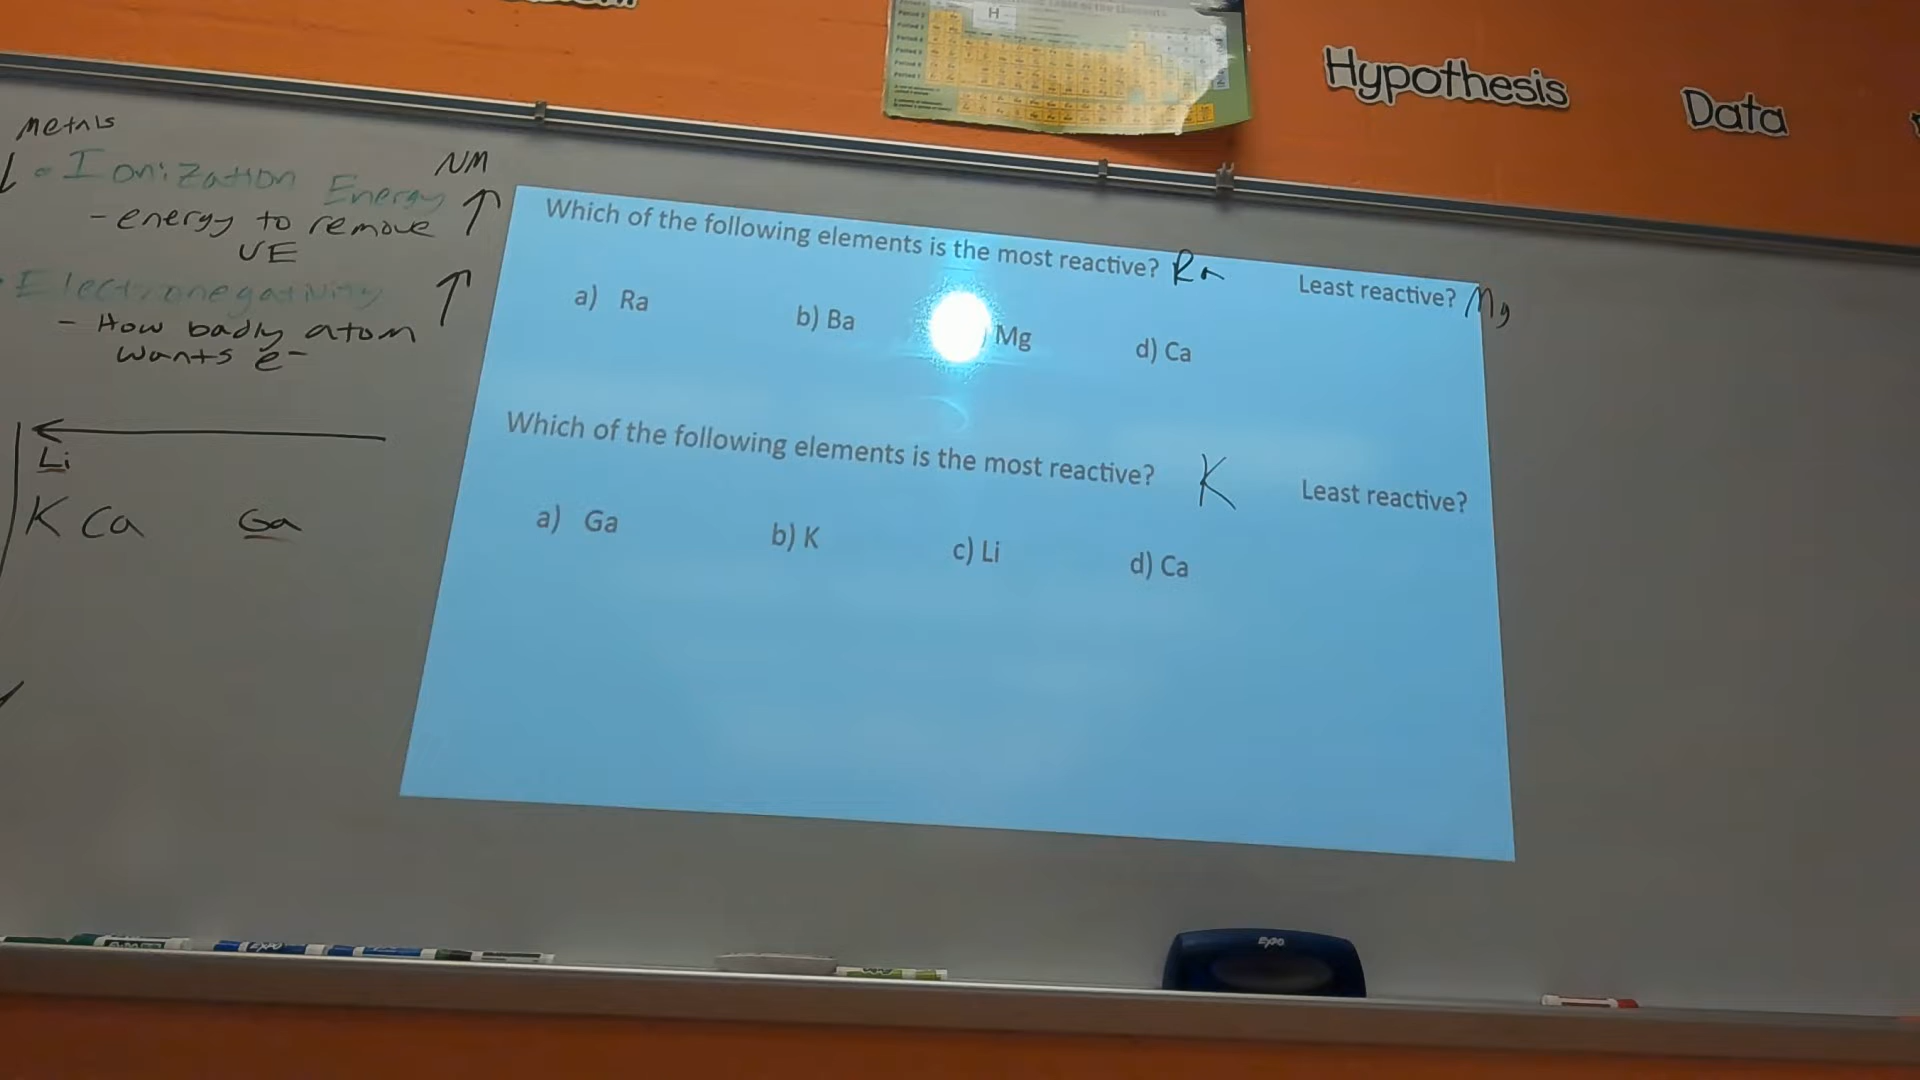 H
Hypothesis
Data
Metals
NM
Ionization Energy ↑
- energy to remove
VE
Electronegativity ↑
- How badly atom
wants e-
Li
K Ca Ga
Which of the following elements is the most reactive? Ra Least reactive? Mg
a) Ra b) Ba ) Mg d) Ca
Which of the following elements is the most reactive? K Least reactive?
a) Ga b) K c) Li d) Ca
EXPO
Expo